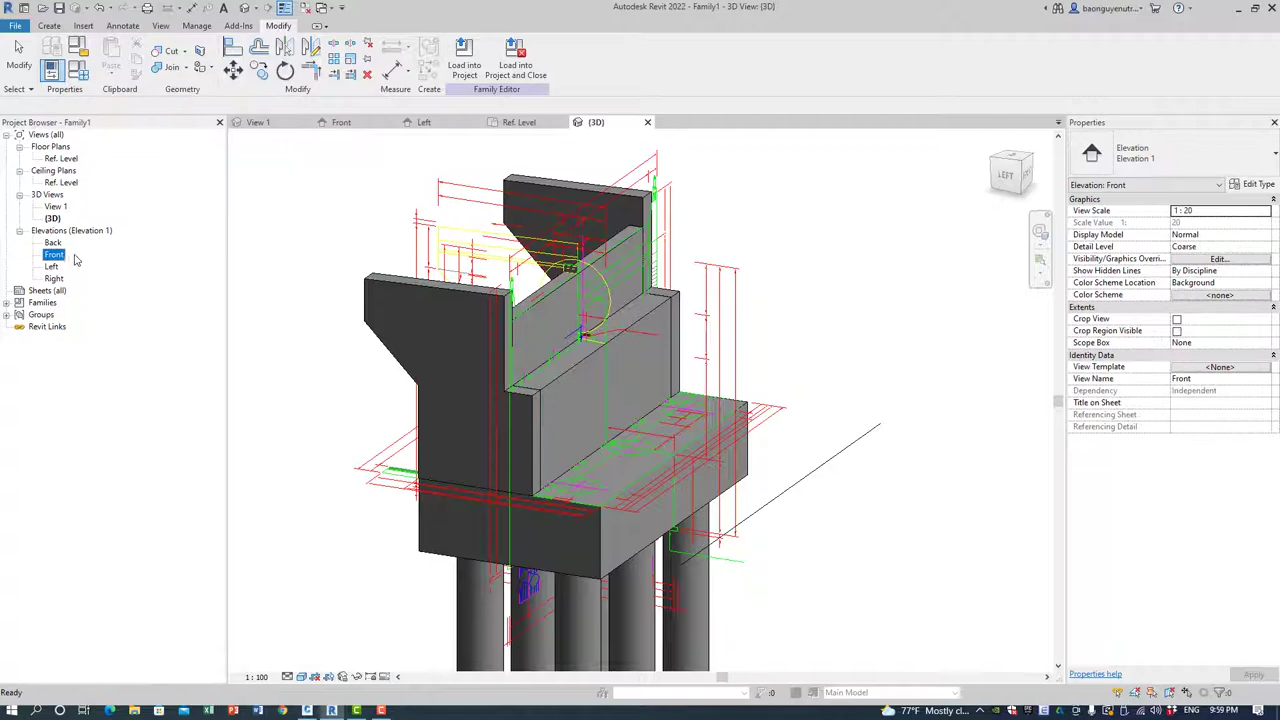 Autodesk Revit 2022 - Family1 - 3D View: {3D}
baonguyenutr...
File
Create
Insert
Annotate
View
Manage
Add-Ins
Modify
Modify
Paste
Cut
Join
Load into
Project
Load into
Project and Close
Select
Properties
Clipboard
Geometry
Modify
Measure
Create
Family Editor
Project Browser - Family1
Views (all)
Floor Plans
Ref. Level
Ceiling Plans
Ref. Level
3D Views
View 1
{3D}
Elevations (Elevation 1)
Back
Front
Left
Right
Sheets (all)
Families
Groups
Revit Links
View 1
Front
Left
Ref. Level
{3D}
LEFT
Properties
Elevation
Elevation 1
Elevation: Front
Edit Type
Graphics
View Scale 1 : 20
Scale Value 1: 20
Display Model Normal
Detail Level Coarse
Visibility/Graphics Overri... Edit...
Show Hidden Lines By Discipline
Color Scheme Location Background
Color Scheme <none>
Extents
Crop View
Crop Region Visible
Scope Box None
Identity Data
View Template <None>
View Name Front
Dependency Independent
Title on Sheet
Referencing Sheet
Referencing Detail
Properties help
Apply
1 : 100
Ready
:0
Main Model
:0
77°F Mostly cl...
ENG
9:59 PM